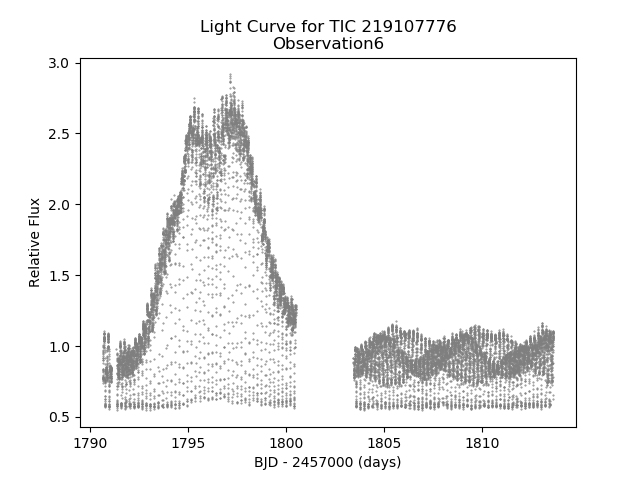 Light Curve for TIC 219107776
Observation6
3.0
2.5
2.0
1.5
1.0
0.5
Relative Flux
1790 1795 1800 1805 1810
BJD - 2457000 (days)